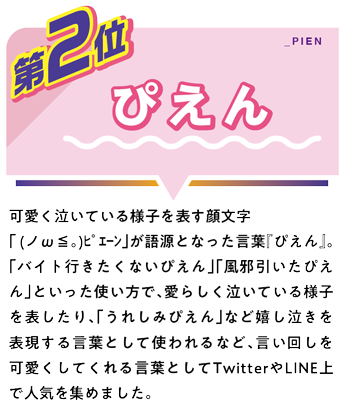 第2位
_PIEN
ぴえん
可愛く泣いている様子を表す顔文字
「(ノω≦｡)ﾋﾟｴｰﾝ」が語源となった言葉『ぴえん』。
「バイト行きたくないぴえん」「風邪引いたぴえ
ん」といった使い方で、愛らしく泣いている様子
を表したり、「うれしみぴえん」など嬉し泣きを
表現する言葉として使われるなど、言い回しを
可愛くしてくれる言葉としてTwitterやLINE上
で人気を集めました。